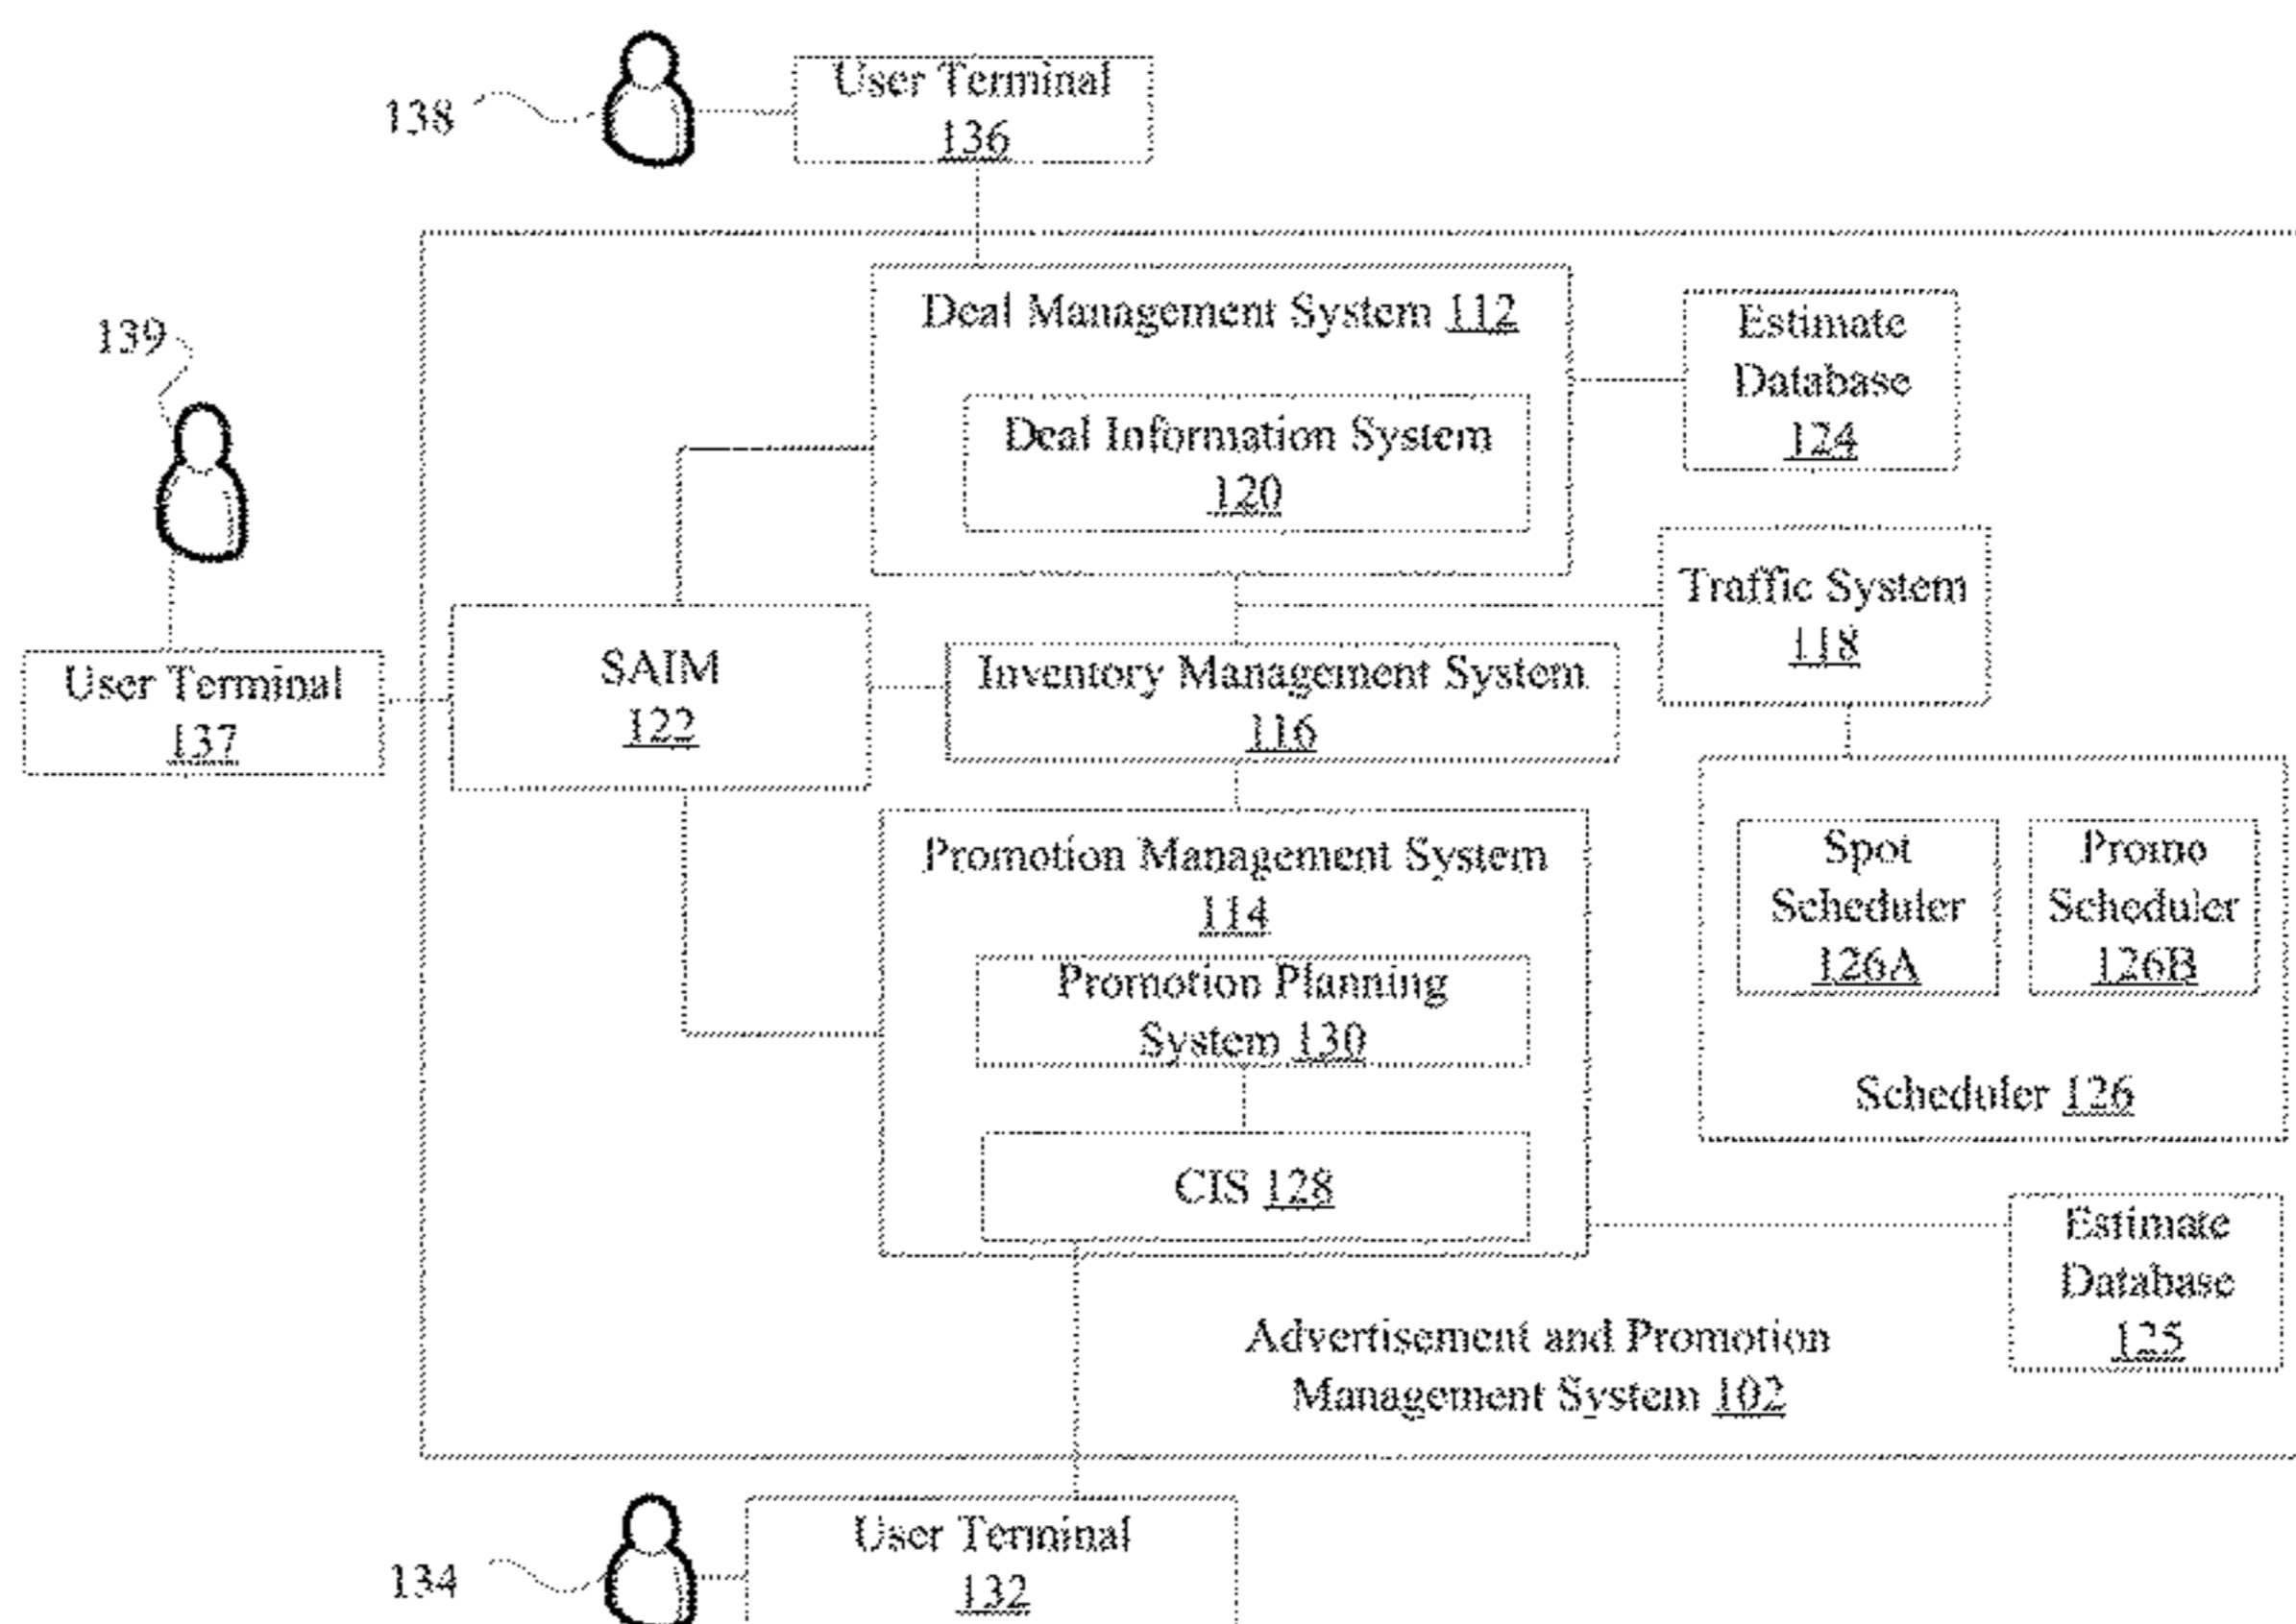 138
User Terminal
136
Deal Management System 112
Estimate
Database
124
139
Deal Information System
120
Traffic System
118
User Terminal
137
SAIM
122
Inventory Management System
116
Promotion Management System
114
Spot
Scheduler
126A
Promo
Scheduler
126B
Promotion Planning
System 130
Scheduler 126
CIS 128
Estimate
Database
125
Advertisement and Promotion
Management System 102
134
User Terminal
132